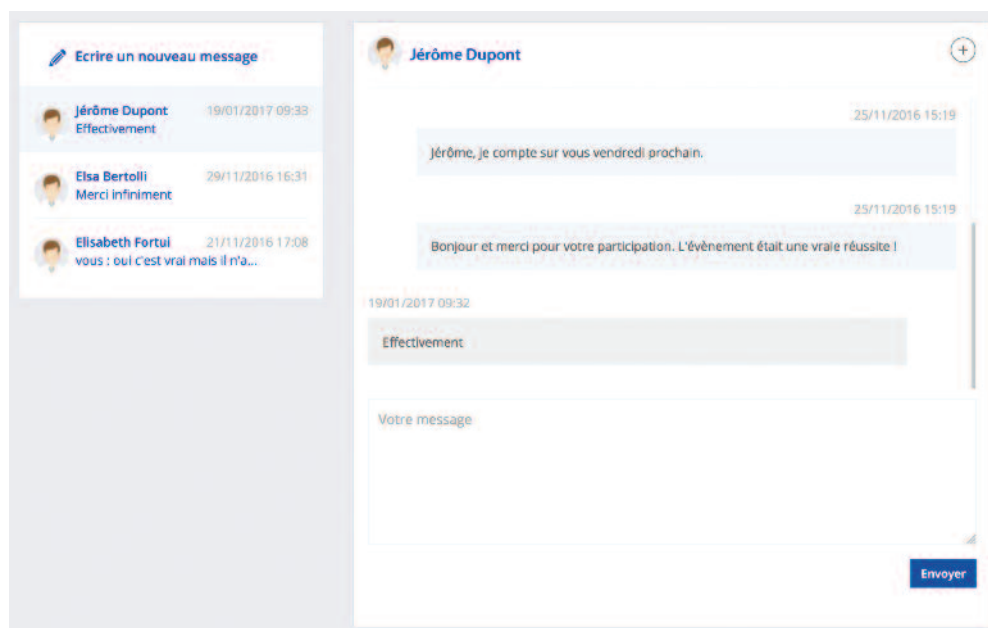 Ecrire un nouveau message
Jérôme Dupont 19/01/2017 09:33
Effectivement
Elsa Bertolli 29/11/2016 16:31
Merci infiniment
Elisabeth Fortui 21/11/2016 17:08
vous : oui c'est vrai mais il n'a...
Jérôme Dupont
25/11/2016 15:19
Jérôme, je compte sur vous vendredi prochain.
25/11/2016 15:19
Bonjour et merci pour votre participation. L'évènement était une vraie réussite !
19/01/2017 09:32
Effectivement
Votre message
Envoyer